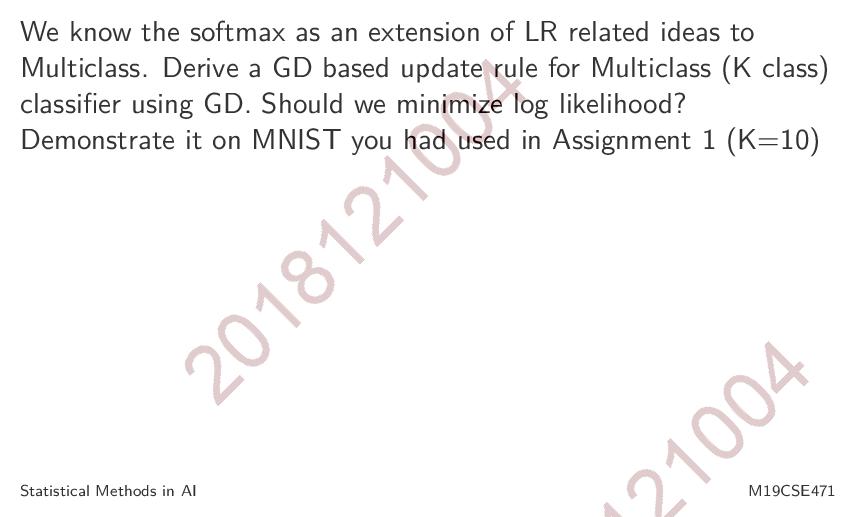 We know the softmax as an extension of LR related ideas to
Multiclass. Derive a GD based update rule for Multiclass (K class)
classifier using GD. Should we minimize log likelihood?
Demonstrate it on MNIST you had used in Assignment 1 (K=10)
2018121004
121004
Statistical Methods in AI
M19CSE471